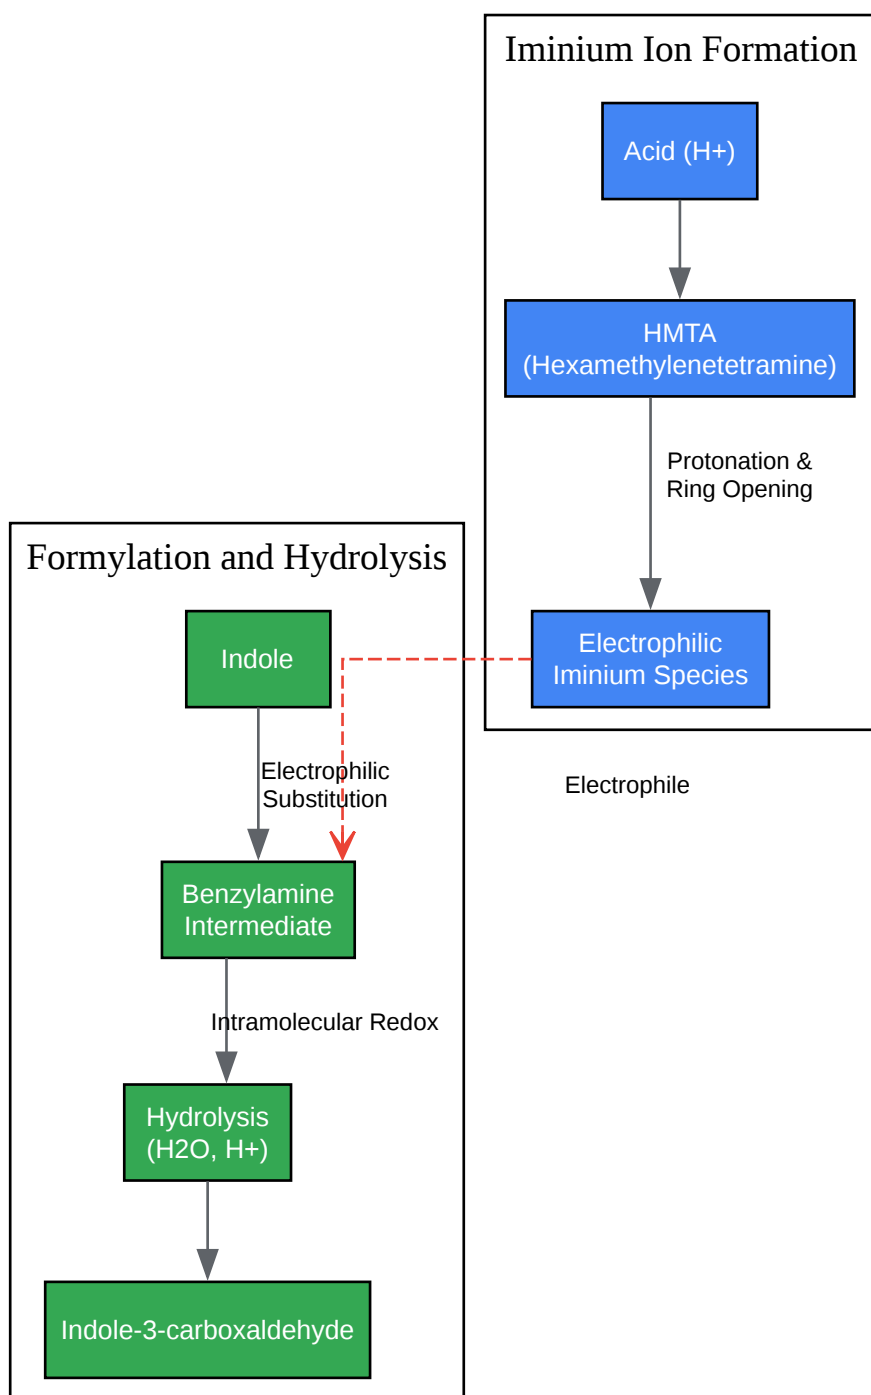 Iminium Ion Formation
Acid (H+)
HMTA
(Hexamethylenetetramine)
Protonation &
Ring Opening
Electrophilic
Iminium Species
Electrophile
Formylation and Hydrolysis
Indole
Electrophilic
Substitution
Benzylamine
Intermediate
Intramolecular Redox
Hydrolysis
(H2O, H+)
Indole-3-carboxaldehyde